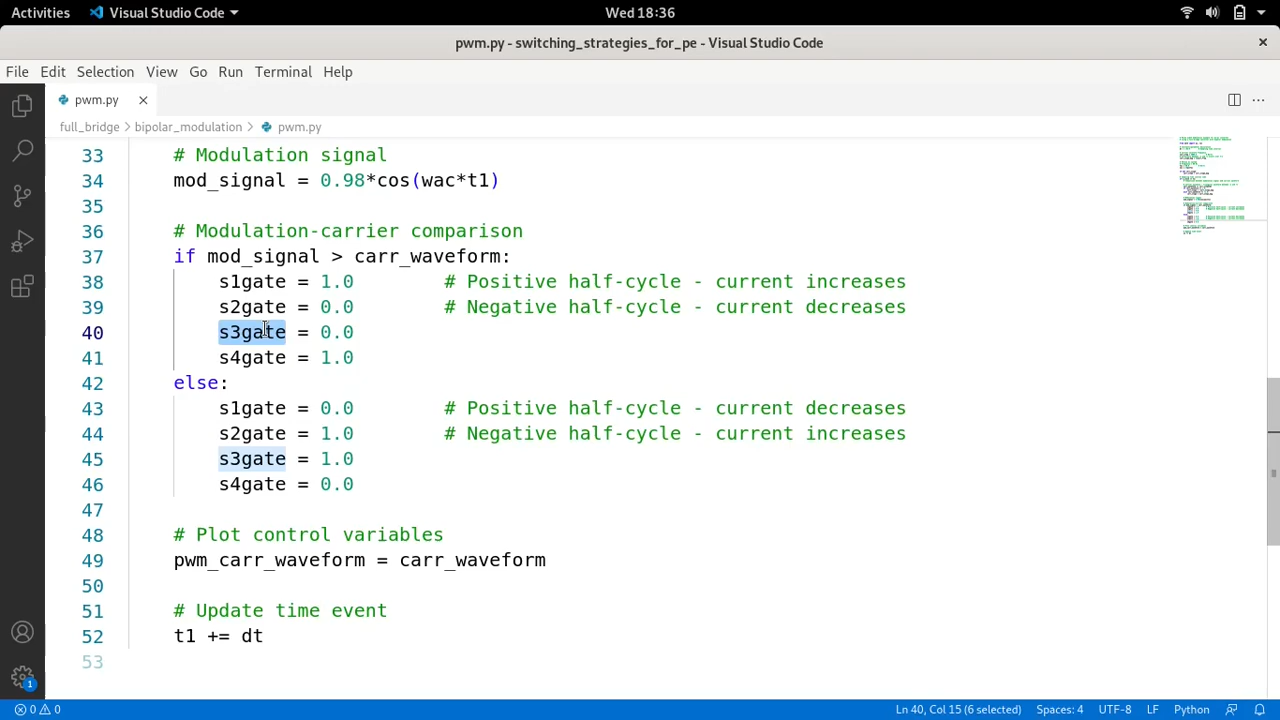 Activities Visual Studio Code Wed 18:36
pwm.py - switching_strategies_for_pe - Visual Studio Code
File Edit Selection View Go Run Terminal Help
pwm.py
full_bridge bipolar_modulation pwm.py
33 # Modulation signal
34 mod_signal = 0.98*cos(wac*t1)
35
36 # Modulation-carrier comparison
37 if mod_signal > carr_waveform:
38 s1gate = 1.0 # Positive half-cycle - current increases
39 s2gate = 0.0 # Negative half-cycle - current decreases
40 s3gate = 0.0
41 s4gate = 1.0
42 else:
43 s1gate = 0.0 # Positive half-cycle - current decreases
44 s2gate = 1.0 # Negative half-cycle - current increases
45 s3gate = 1.0
46 s4gate = 0.0
47
48 # Plot control variables
49 pwm_carr_waveform = carr_waveform
50
51 # Update time event
52 t1 += dt
53
1
0 0 Ln 40, Col 15 (6 selected) Spaces: 4 UTF-8 LF Python